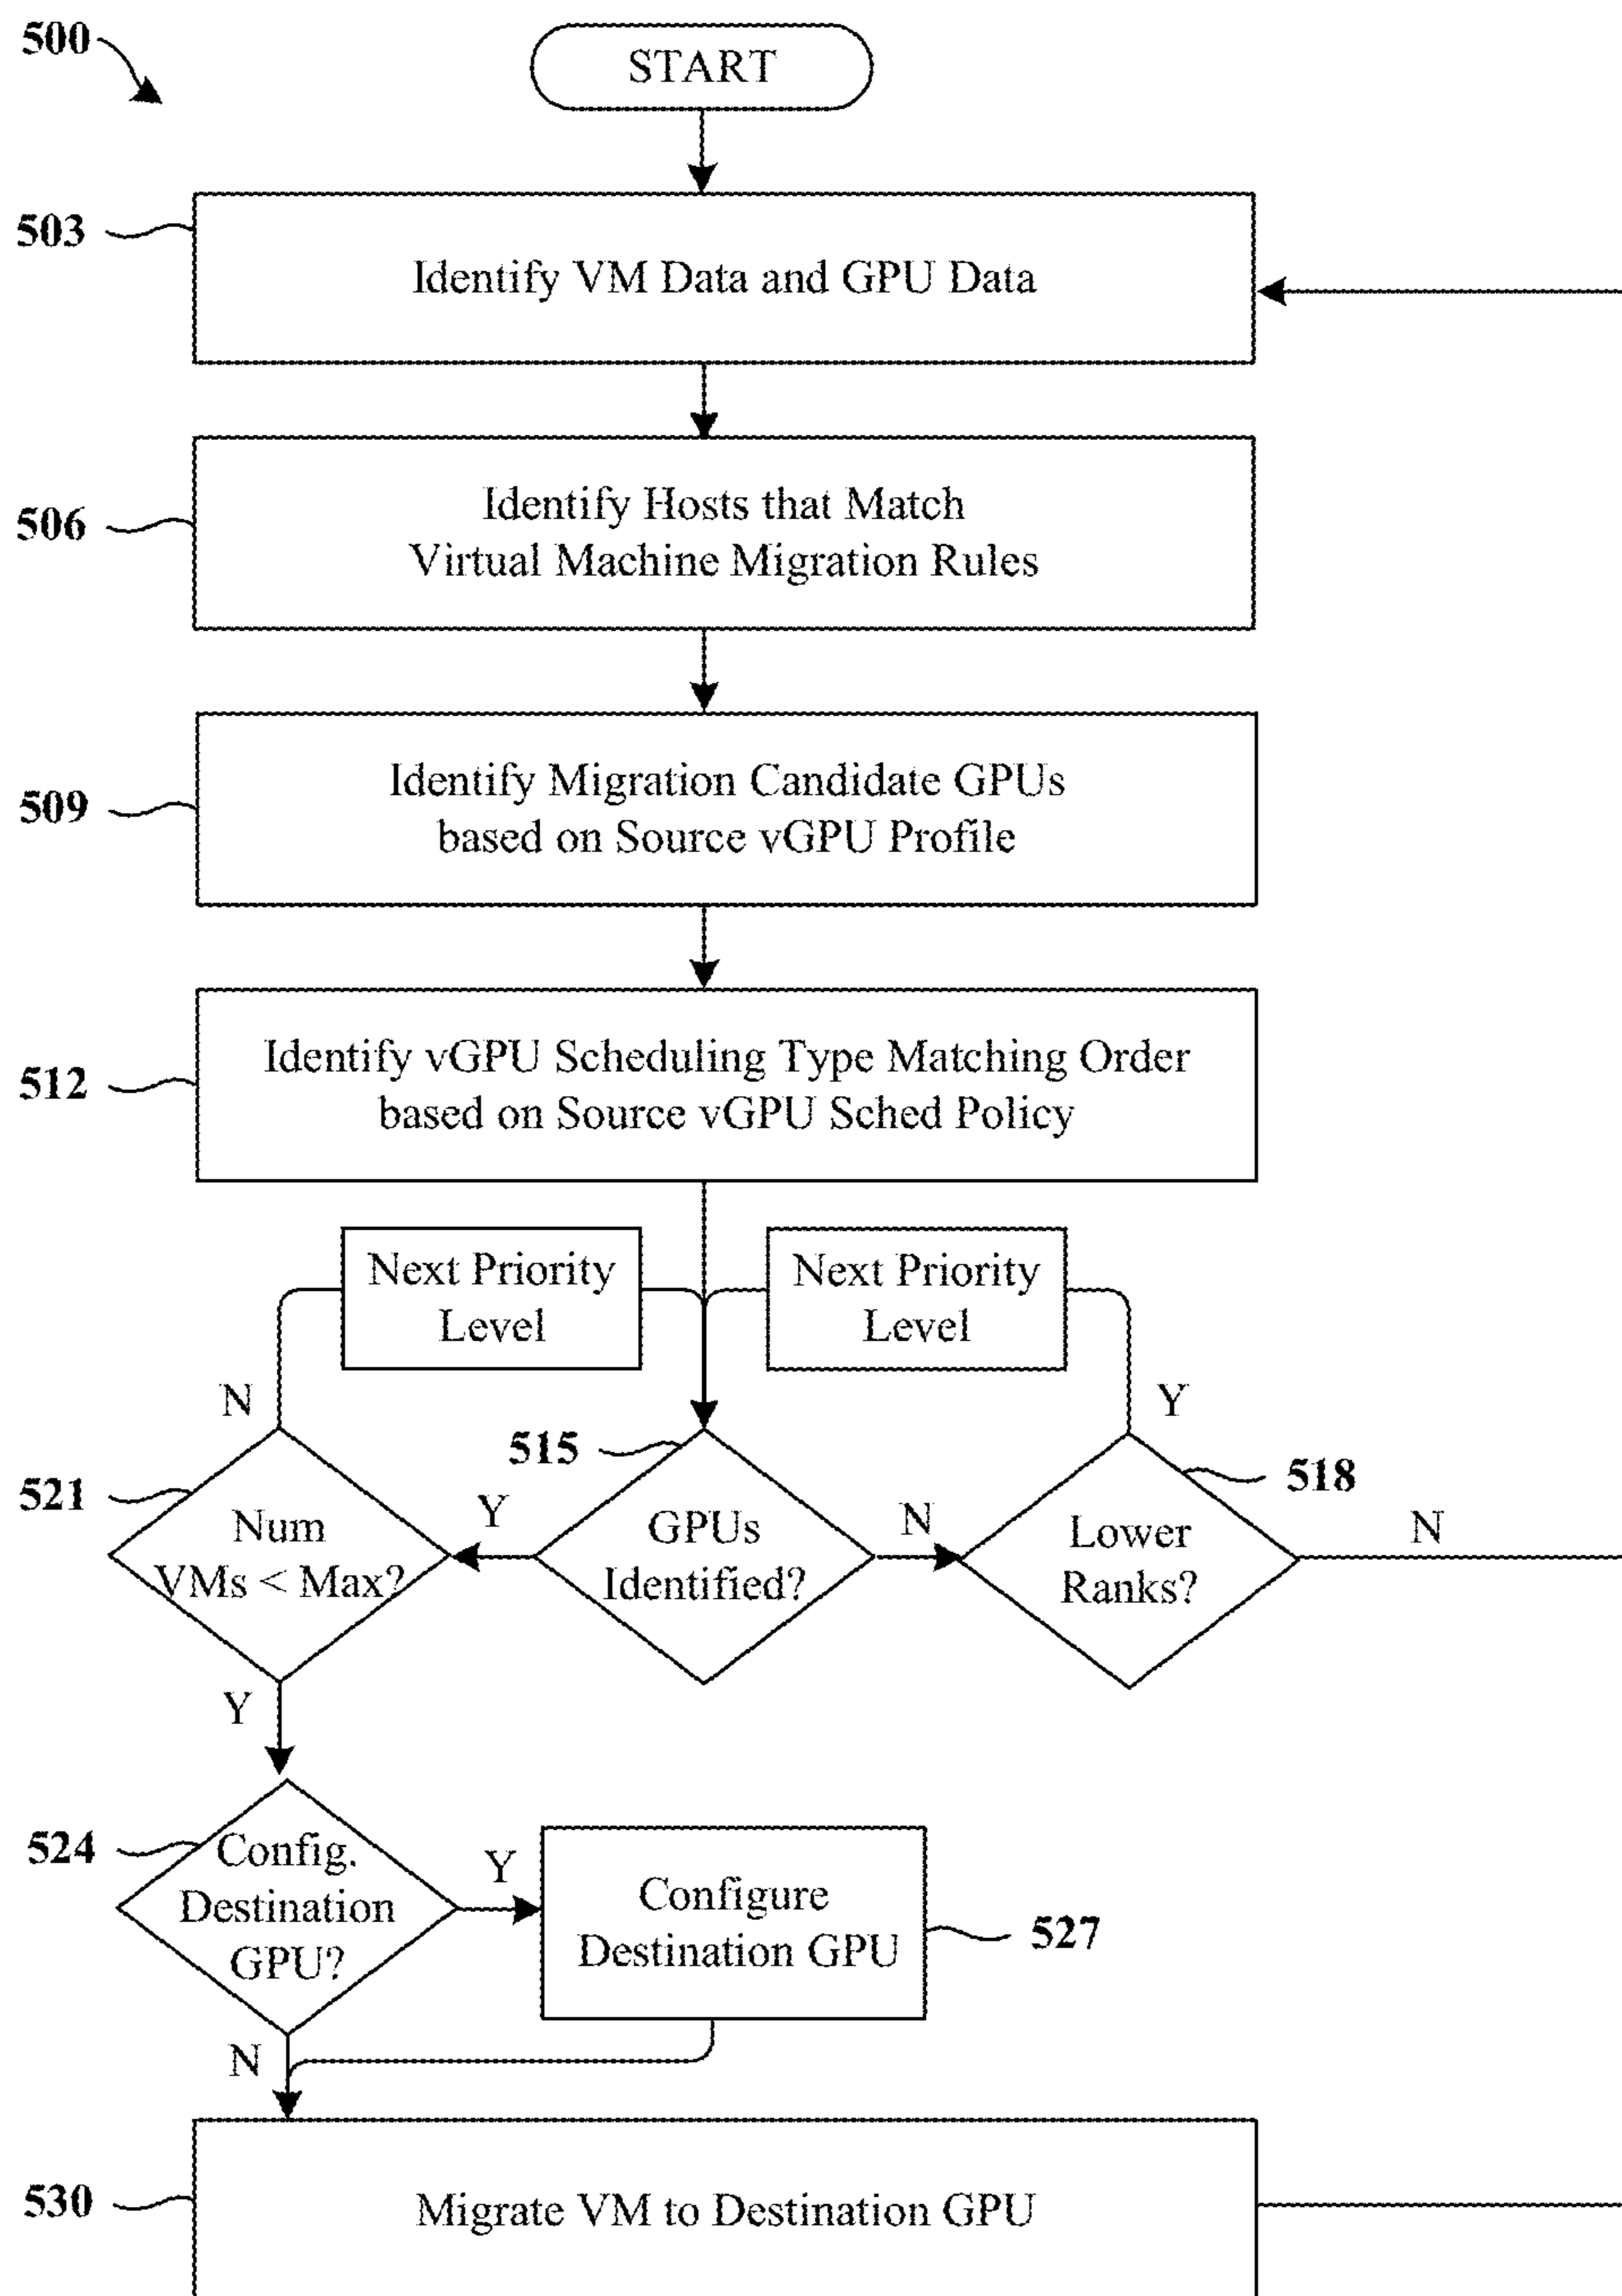 500
START
503
Identify VM Data and GPU Data
506
Identify Hosts that Match
Virtual Machine Migration Rules
509
Identify Migration Candidate GPUs
based on Source vGPU Profile
512
Identify vGPU Scheduling Type Matching Order
based on Source vGPU Sched Policy
Next Priority
Level
Next Priority
Level
N
Y
515
518
521
Num
VMs < Max?
Y
GPUs
Identified?
N
Lower
Ranks?
N
Y
524
Config.
Destination
GPU?
Y
Configure
Destination GPU
527
N
530
Migrate VM to Destination GPU